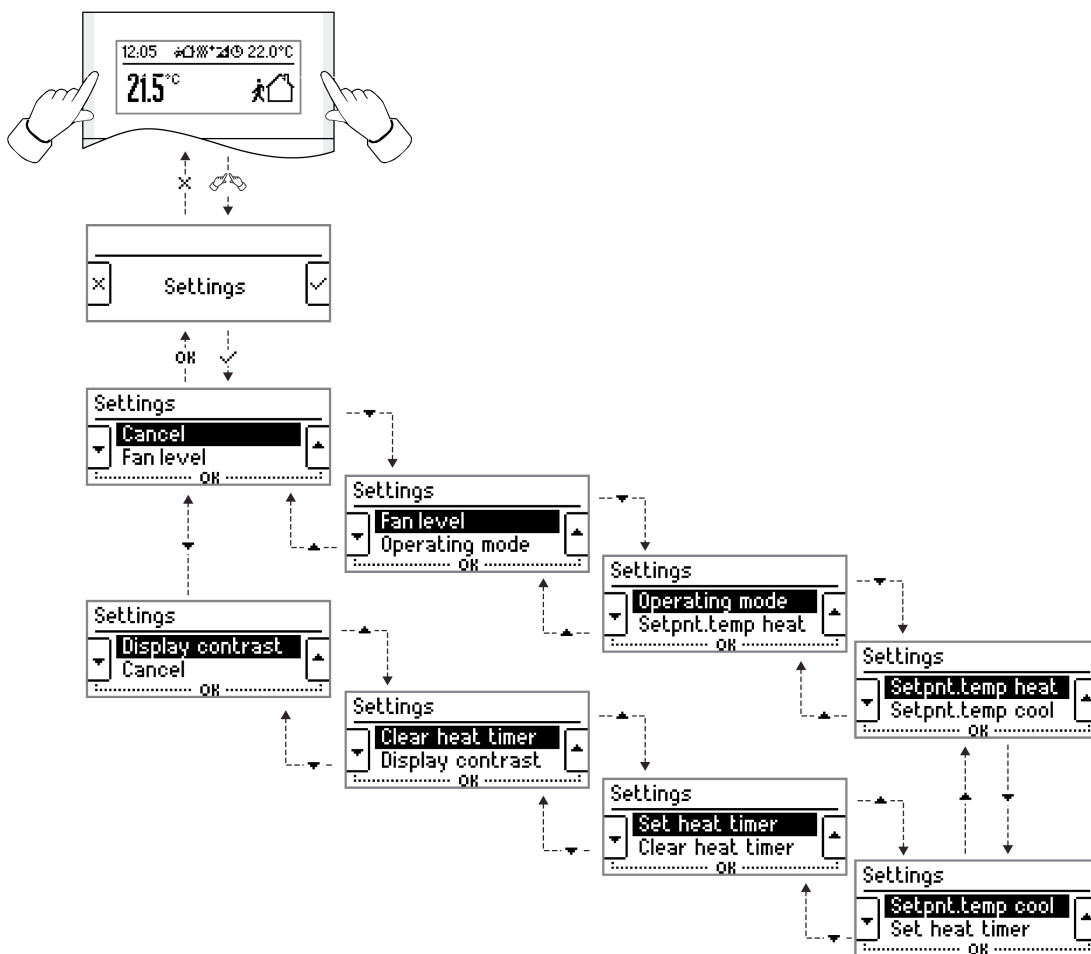 12:05 22.0°C
21.5°C
Settings
OK
Settings
Cancel
Fan level
OK
Settings
Fan level
Operating mode
OK
Settings
Operating mode
Setpnt.temp heat
OK
Settings
Setpnt.temp heat
Setpnt.temp cool
OK
Settings
Display contrast
Cancel
OK
Settings
Clear heat timer
Display contrast
OK
Settings
Set heat timer
Clear heat timer
OK
Settings
Setpnt.temp cool
Set heat timer
OK